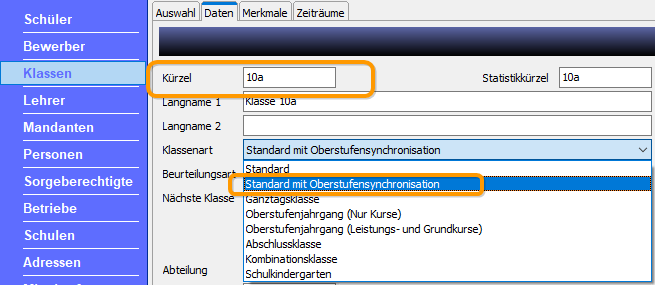 Schüler
Bewerber
Klassen
Lehrer
Mandanten
Personen
Sorgeberechtigte
Betriebe
Schulen
Adressen
Auswahl Daten Merkmale Zeiträume
Kürzel 10a Statistikkürzel 10a
Langname 1 Klasse 10a
Langname 2
Klassenart Standard mit Oberstufensynchronisation
Beurteilungsart Standard
Standard mit Oberstufensynchronisation
Nächste Klasse Ganztagsklasse
Oberstufenjahrgang (Nur Kurse)
Oberstufenjahrgang (Leistungs- und Grundkurse)
Abschlussklasse
Kombinationsklasse
Abteilung Schulkindergarten